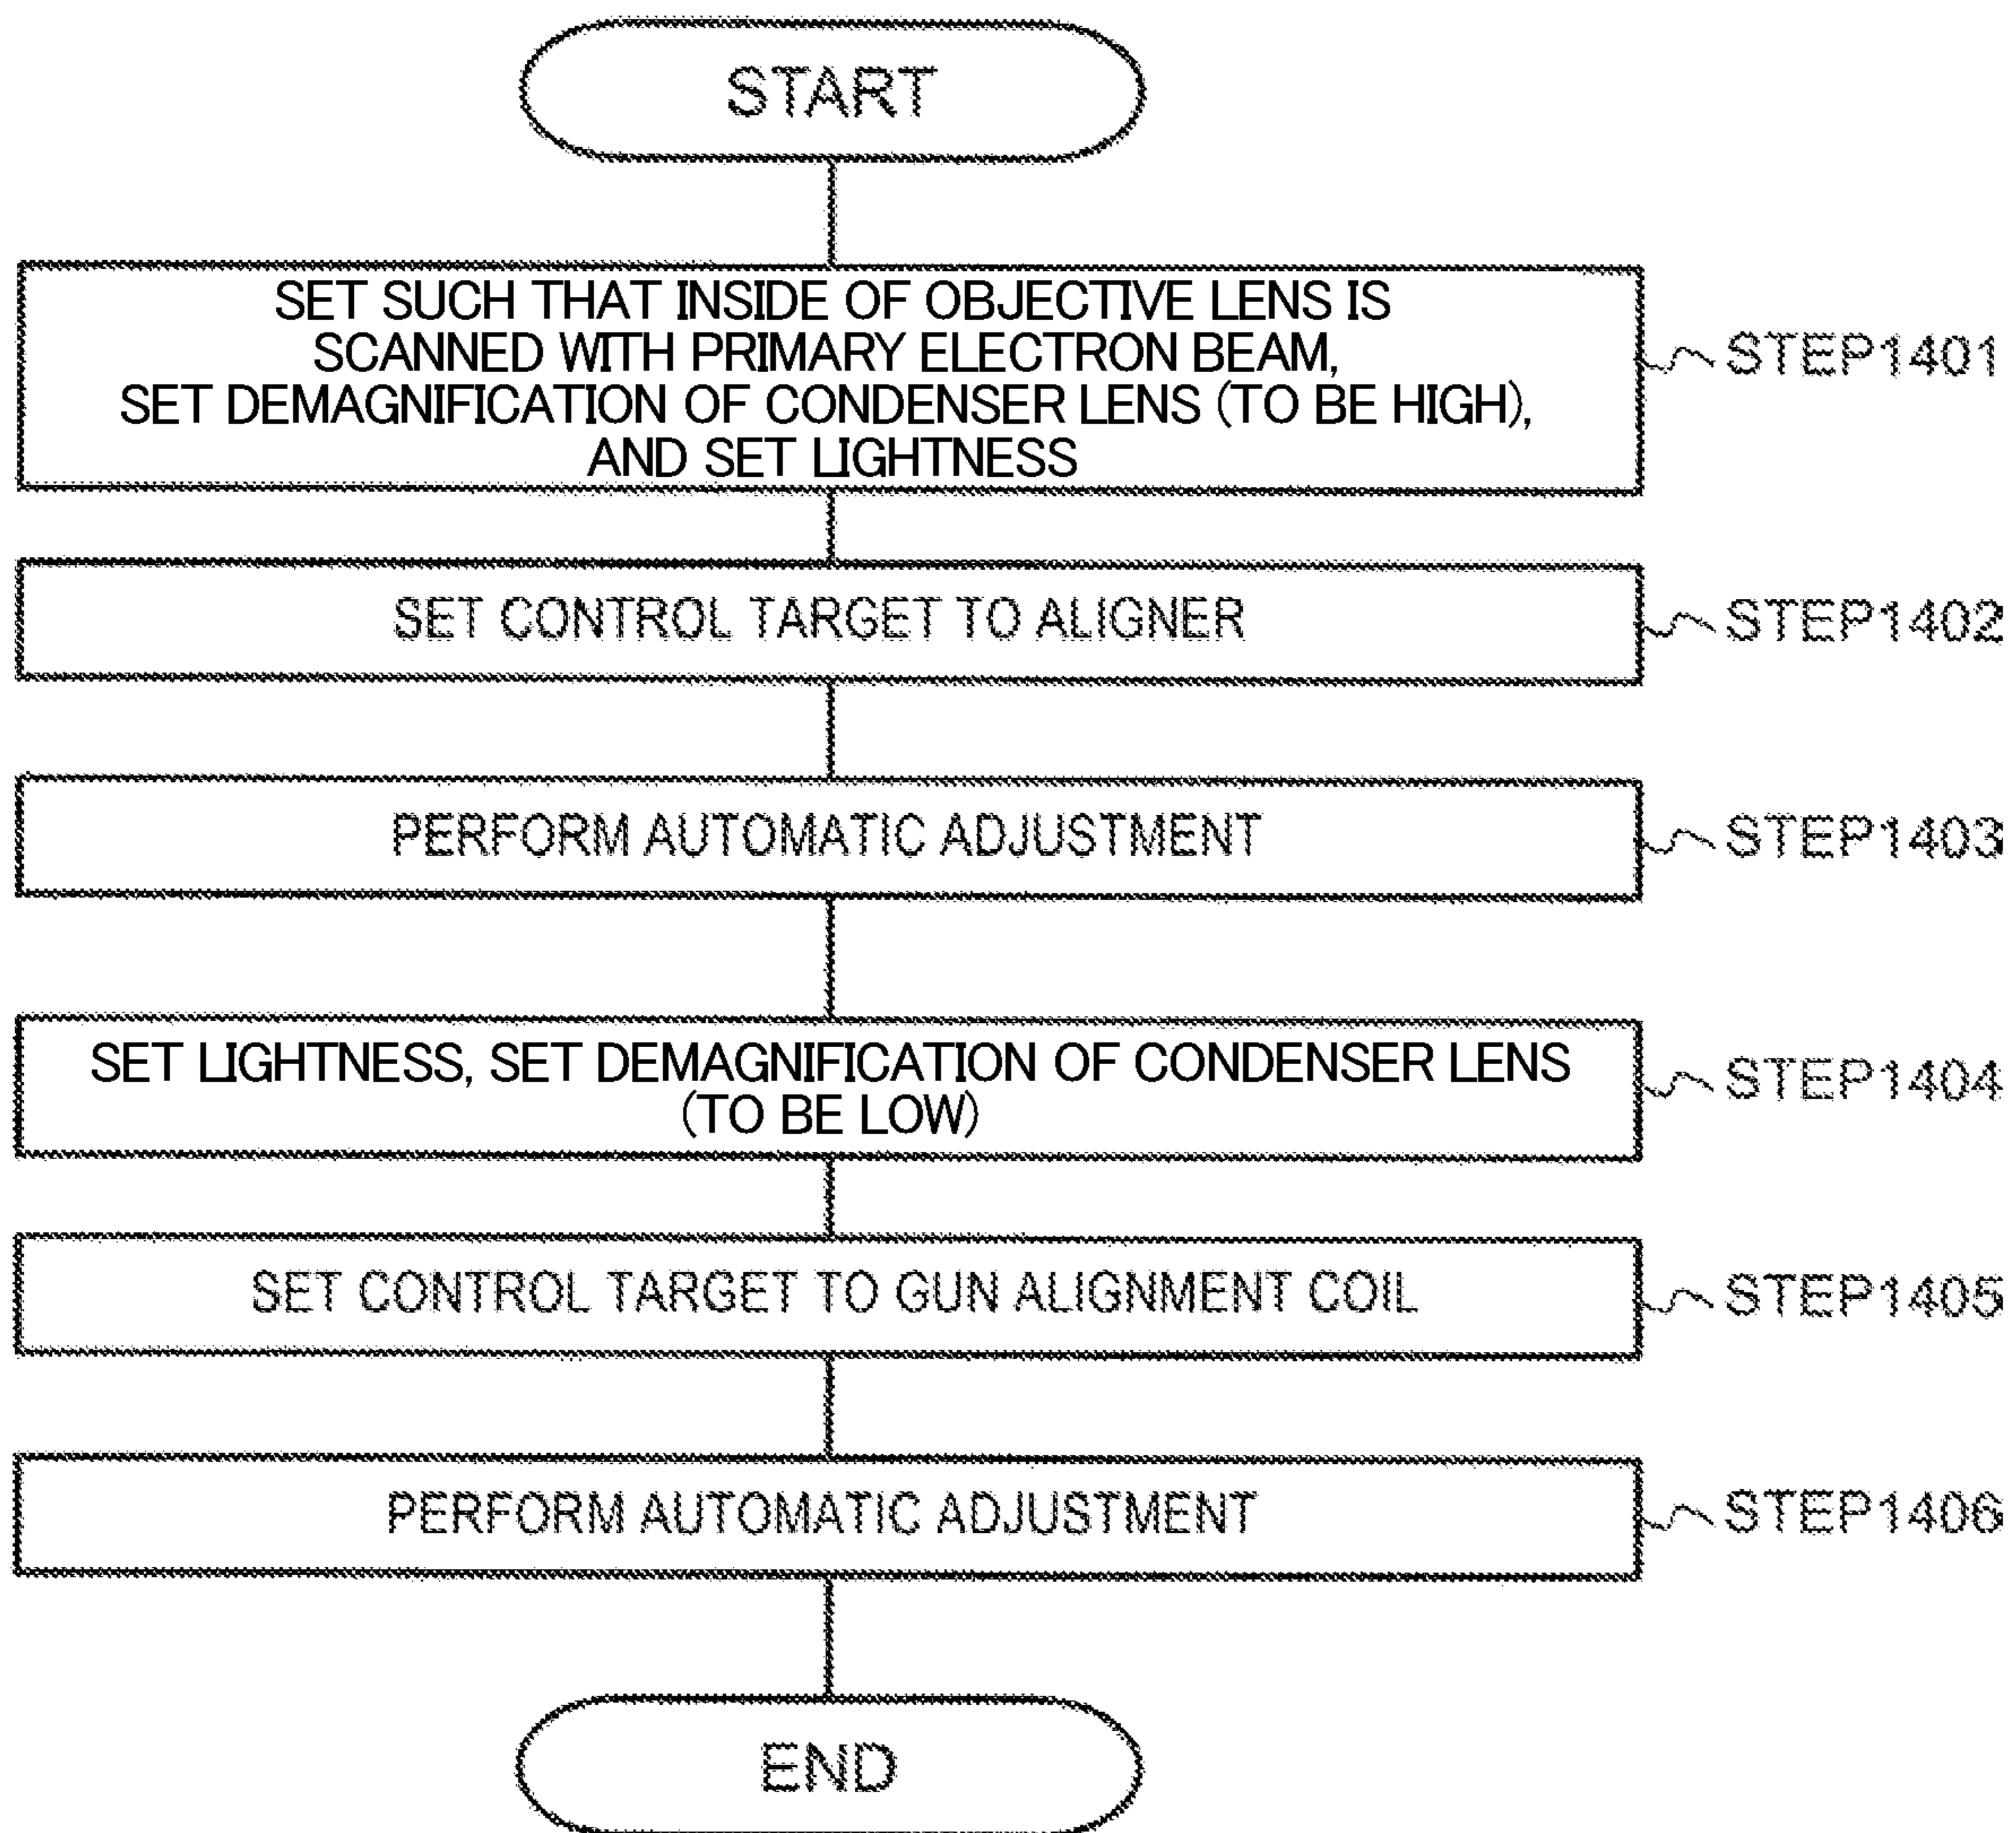 START
SET SUCH THAT INSIDE OF OBJECTIVE LENS IS
SCANNED WITH PRIMARY ELECTRON BEAM,
SET DEMAGNIFICATION OF CONDENSER LENS (TO BE HIGH),
AND SET LIGHTNESS
STEP1401
SET CONTROL TARGET TO ALIGNER
STEP1402
PERFORM AUTOMATIC ADJUSTMENT
STEP1403
SET LIGHTNESS, SET DEMAGNIFICATION OF CONDENSER LENS
(TO BE LOW)
STEP1404
SET CONTROL TARGET TO GUN ALIGNMENT COIL
STEP1405
PERFORM AUTOMATIC ADJUSTMENT
STEP1406
END